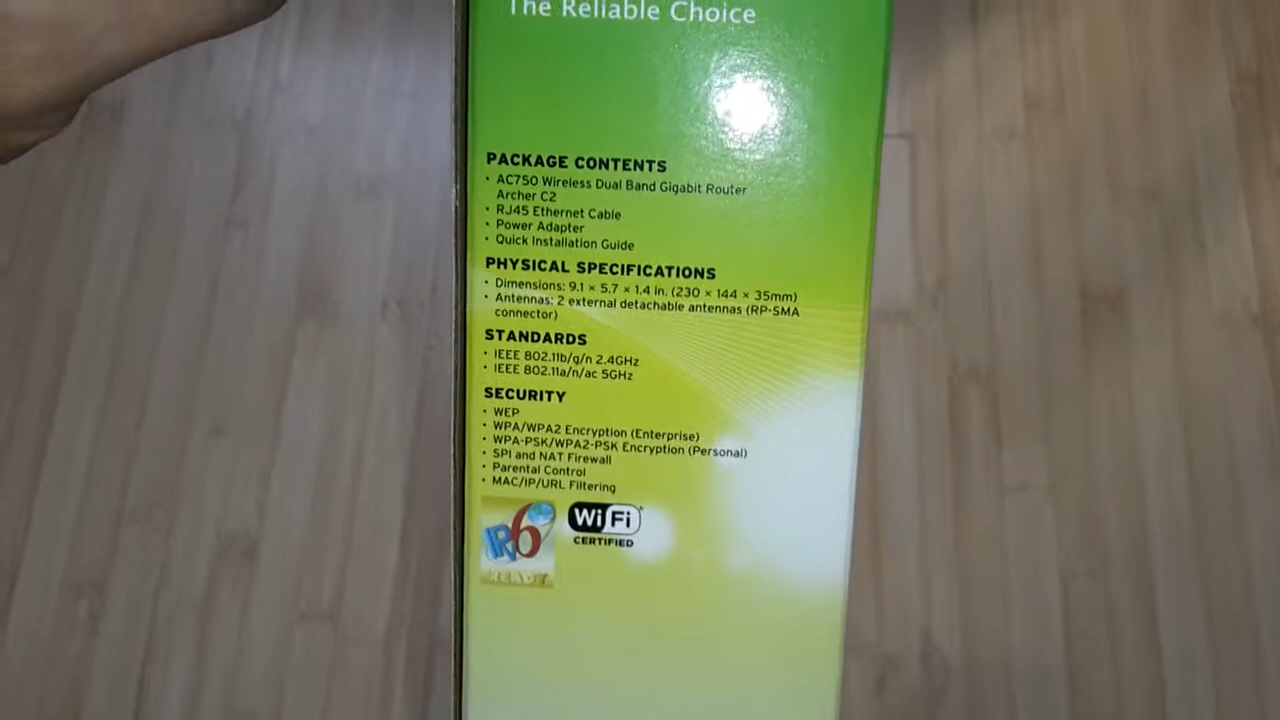 The Reliable Choice
PACKAGE CONTENTS
• AC750 Wireless Dual Band Gigabit Router
Archer C2
• RJ45 Ethernet Cable
• Power Adapter
• Quick Installation Guide
PHYSICAL SPECIFICATIONS
• Dimensions: 9.1 × 5.7 × 1.4 in. (230 × 144 × 35mm)
• Antennas: 2 external detachable antennas (RP-SMA
connector)
STANDARDS
• IEEE 802.11b/g/n 2.4GHz
• IEEE 802.11a/n/ac 5GHz
SECURITY
• WEP
• WPA/WPA2 Encryption (Enterprise)
• WPA-PSK/WPA2-PSK Encryption (Personal)
• SPI and NAT Firewall
• Parental Control
• MAC/IP/URL Filtering
IPv6
READY
Wi Fi
CERTIFIED